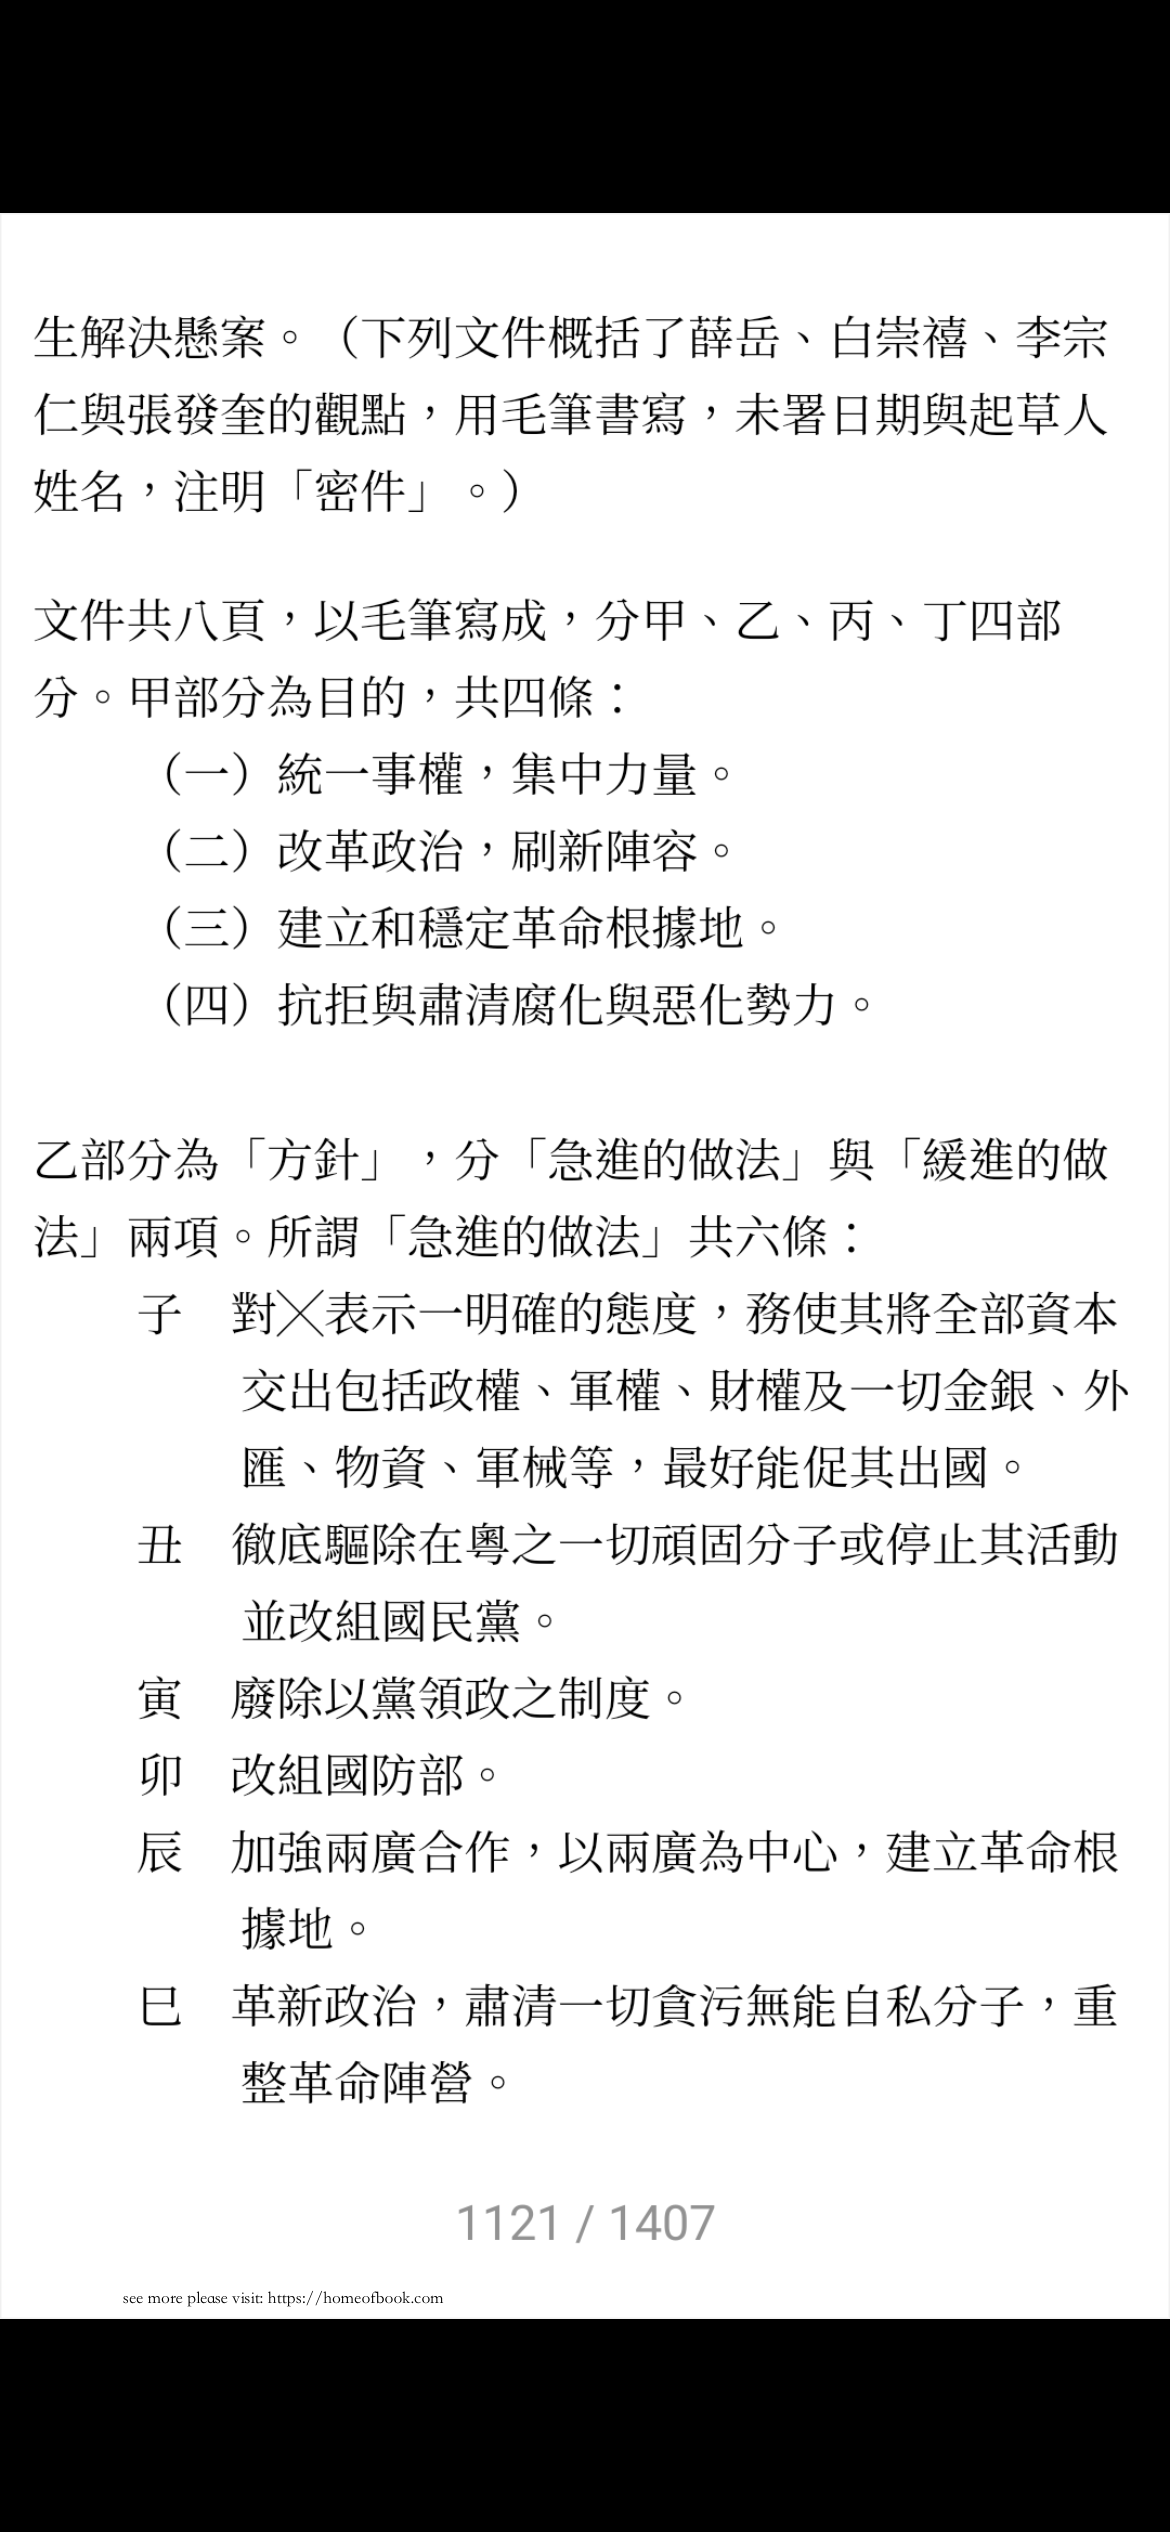 生解決懸案。（下列文件概括了薛岳、白崇禧、李宗
仁與張發奎的觀點，用毛筆書寫，未署日期與起草人
姓名，注明「密件」。）
文件共八頁，以毛筆寫成，分甲、乙、丙、丁四部
分。甲部分為目的，共四條：
（一）統一事權，集中力量。
（二）改革政治，刷新陣容。
（三）建立和穩定革命根據地。
（四）抗拒與肅清腐化與惡化勢力。
乙部分為「方針」，分「急進的做法」與「緩進的做
法」兩項。所謂「急進的做法」共六條：
子　對╳表示一明確的態度，務使其將全部資本
交出包括政權、軍權、財權及一切金銀、外
匯、物資、軍械等，最好能促其出國。
丑　徹底驅除在粵之一切頑固分子或停止其活動
並改組國民黨。
寅　廢除以黨領政之制度。
卯　改組國防部。
辰　加強兩廣合作，以兩廣為中心，建立革命根
據地。
巳　革新政治，肅清一切貪污無能自私分子，重
整革命陣營。
1121 / 1407
see more please visit: https://homeofbook.com